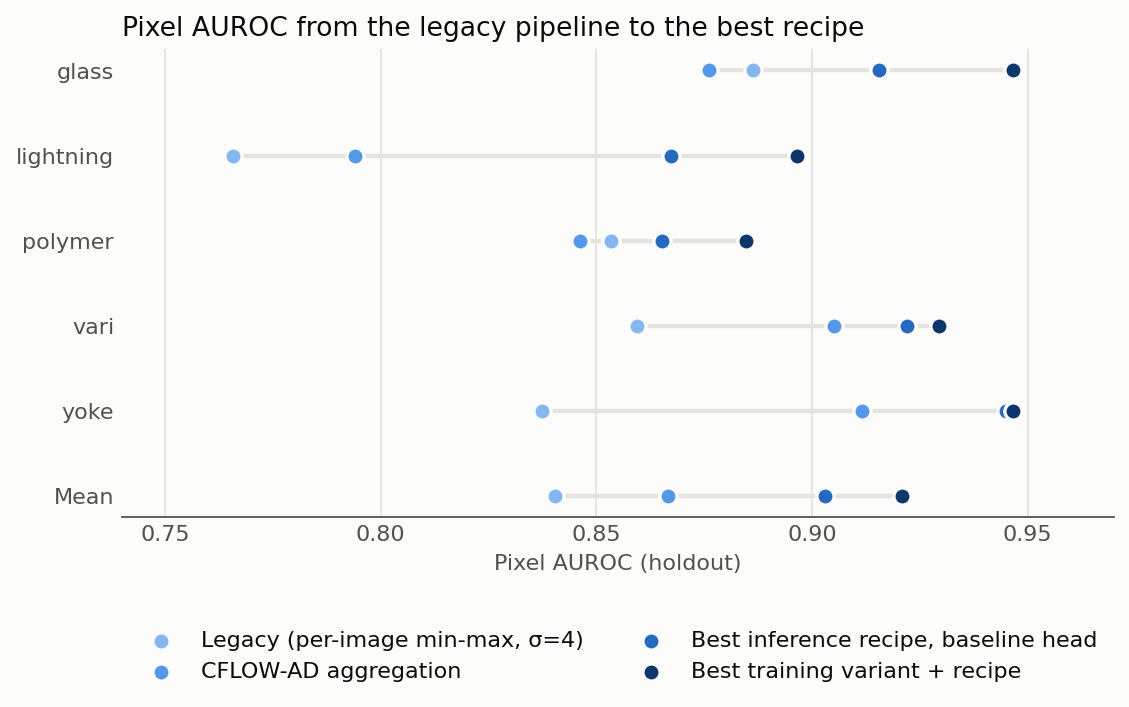 Pixel AUROC from the legacy pipeline to the best recipe
glass
lightning
polymer
vari
yoke
Mean
0.75 0.80 0.85 0.90 0.95
Pixel AUROC (holdout)
Legacy (per-image min-max, σ=4)
CFLOW-AD aggregation
Best inference recipe, baseline head
Best training variant + recipe